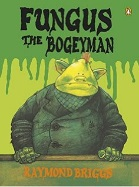 FUNGUS
THE BOGEYMAN
RAYMOND BRIGGS